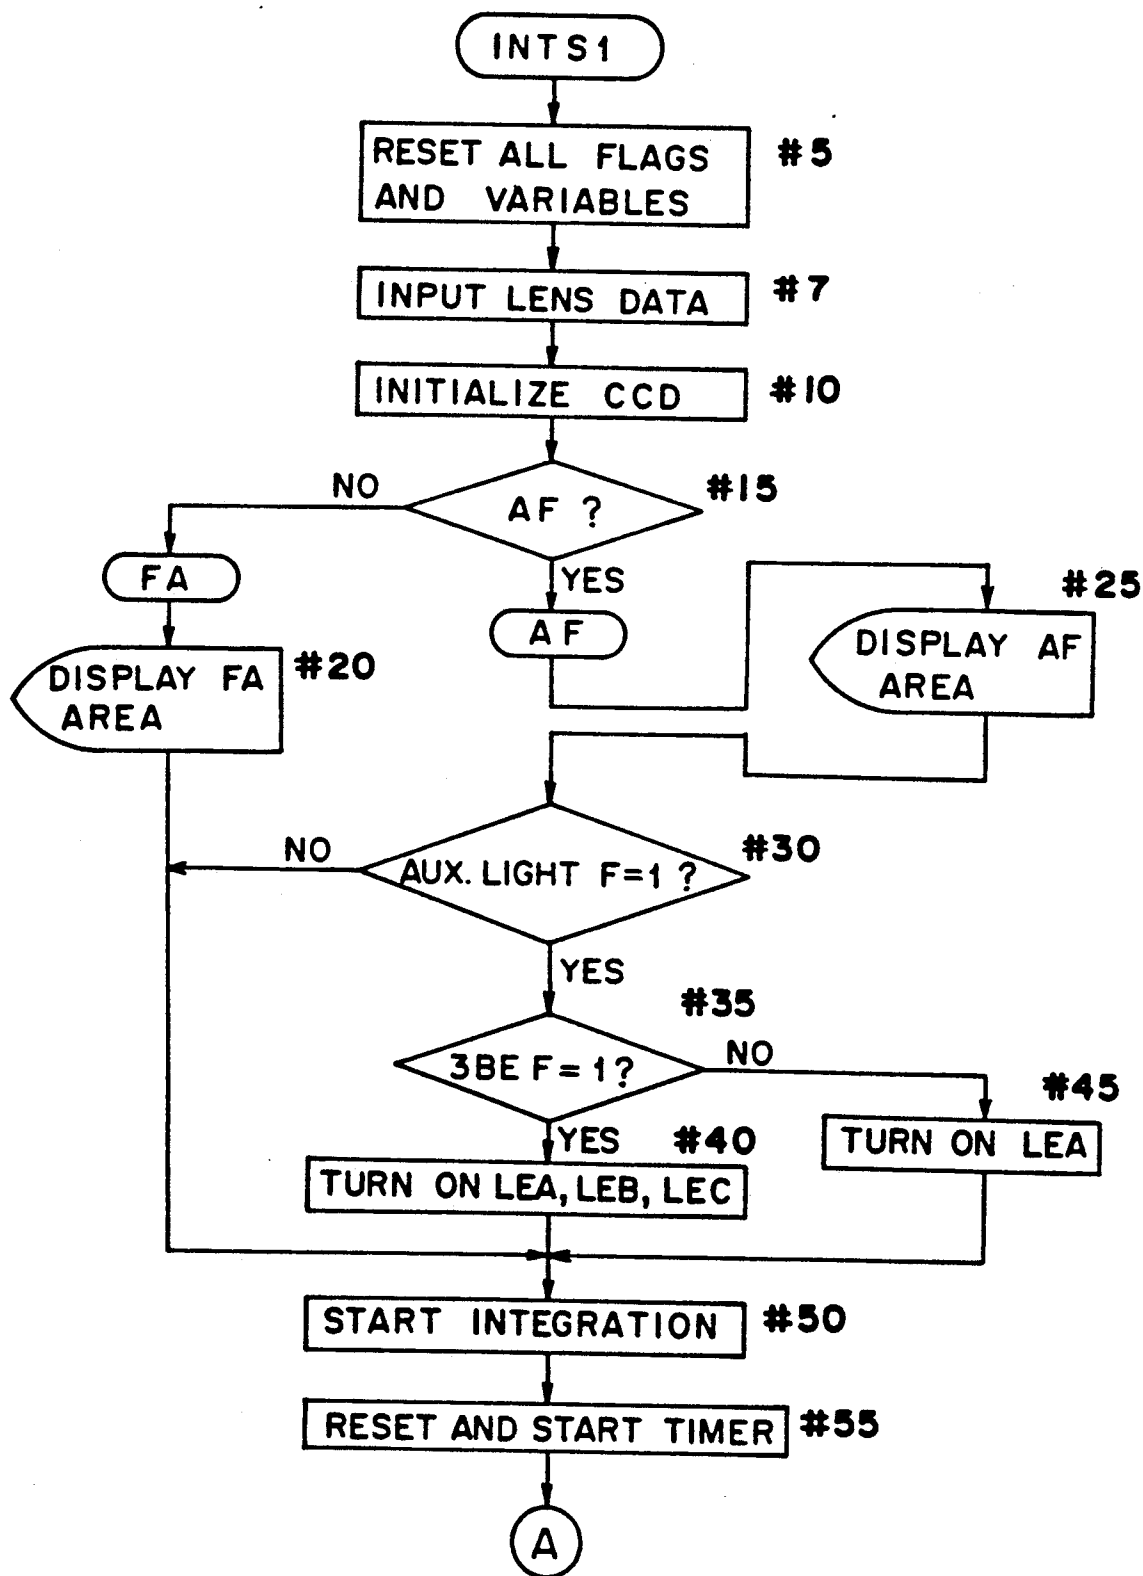 INTS1
RESET ALL FLAGS
AND VARIABLES
#5
INPUT LENS DATA
#7
INITIALIZE CCD
#10
AF ?
#15
NO
YES
FA
AF
#25
DISPLAY AF
AREA
DISPLAY FA
AREA
#20
AUX. LIGHT F=1 ?
#30
NO
YES
#35
3BE F=1?
NO
#45
TURN ON LEA
YES
#40
TURN ON LEA, LEB, LEC
START INTEGRATION
#50
RESET AND START TIMER
#55
A